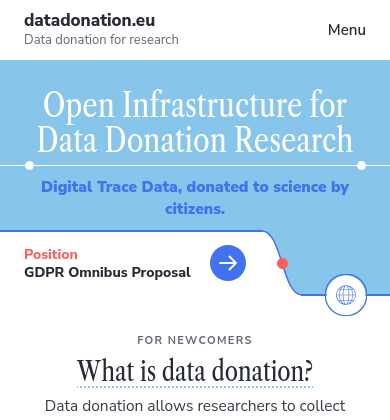 datadonation.eu
Data donation for research
Menu
Open Infrastructure for
Data Donation Research
Digital Trace Data, donated to science by
citizens.
Position
GDPR Omnibus Proposal
FOR NEWCOMERS
What is data donation?
Data donation allows researchers to collect